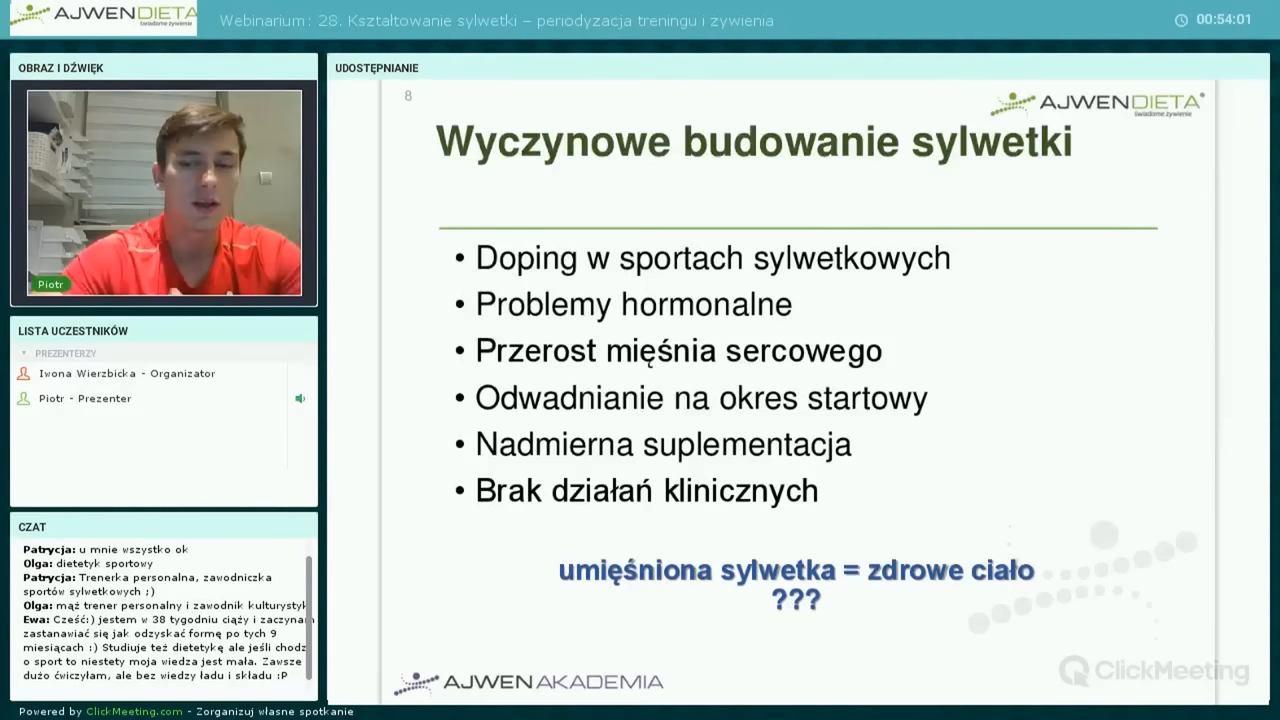 AJWENDIETA
świadome żywienie
Webinarium: 28. Kształtowanie sylwetki – periodyzacja treningu i zywienia
00:54:01
OBRAZ I DŹWIĘK
Piotr
LISTA UCZESTNIKÓW
PREZENTERZY
Iwona Wierzbicka - Organizator
Piotr - Prezenter
CZAT
Patrycja: u mnie wszystko ok
Olga: dietetyk sportowy
Patrycja: Trenerka personalna, zawodniczka
sportów sylwetkowych ;)
Olga: mąż trener personalny i zawodnik kulturystyk
Ewa: Cześć:) jestem w 38 tygodniu ciąży i zaczynam
zastanawiać się jak odzyskać formę po tych 9
miesiącach :) Studiuje też dietetykę ale jeśli chodz
o sport to niestety moja wiedza jest mała. Zawsze
dużo ćwiczyłam, ale bez wiedzy ładu i składu :P
UDOSTĘPNIANIE
8
AJWENDIETA
świadome żywienie
Wyczynowe budowanie sylwetki
• Doping w sportach sylwetkowych
• Problemy hormonalne
• Przerost mięśnia sercowego
• Odwadnianie na okres startowy
• Nadmierna suplementacja
• Brak działań klinicznych
umięśniona sylwetka = zdrowe ciało
???
AJWEN AKADEMIA
ClickMeeting
Powered by ClickMeeting.com - Zorganizuj własne spotkanie